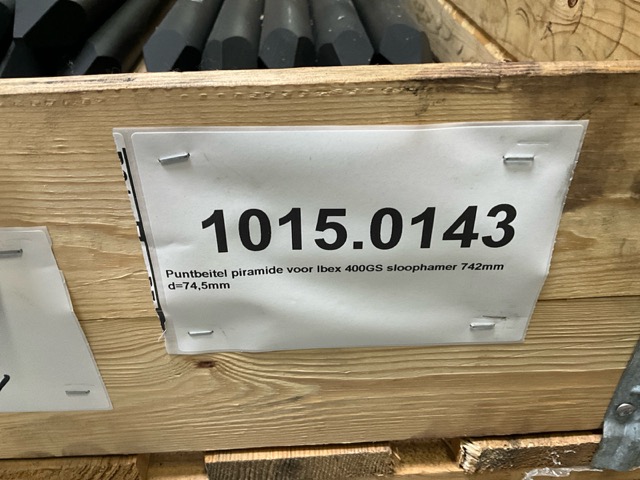 1015.0143
Puntbeitel piramide voor Ibex 400GS sloophamer 742mm
d=74,5mm